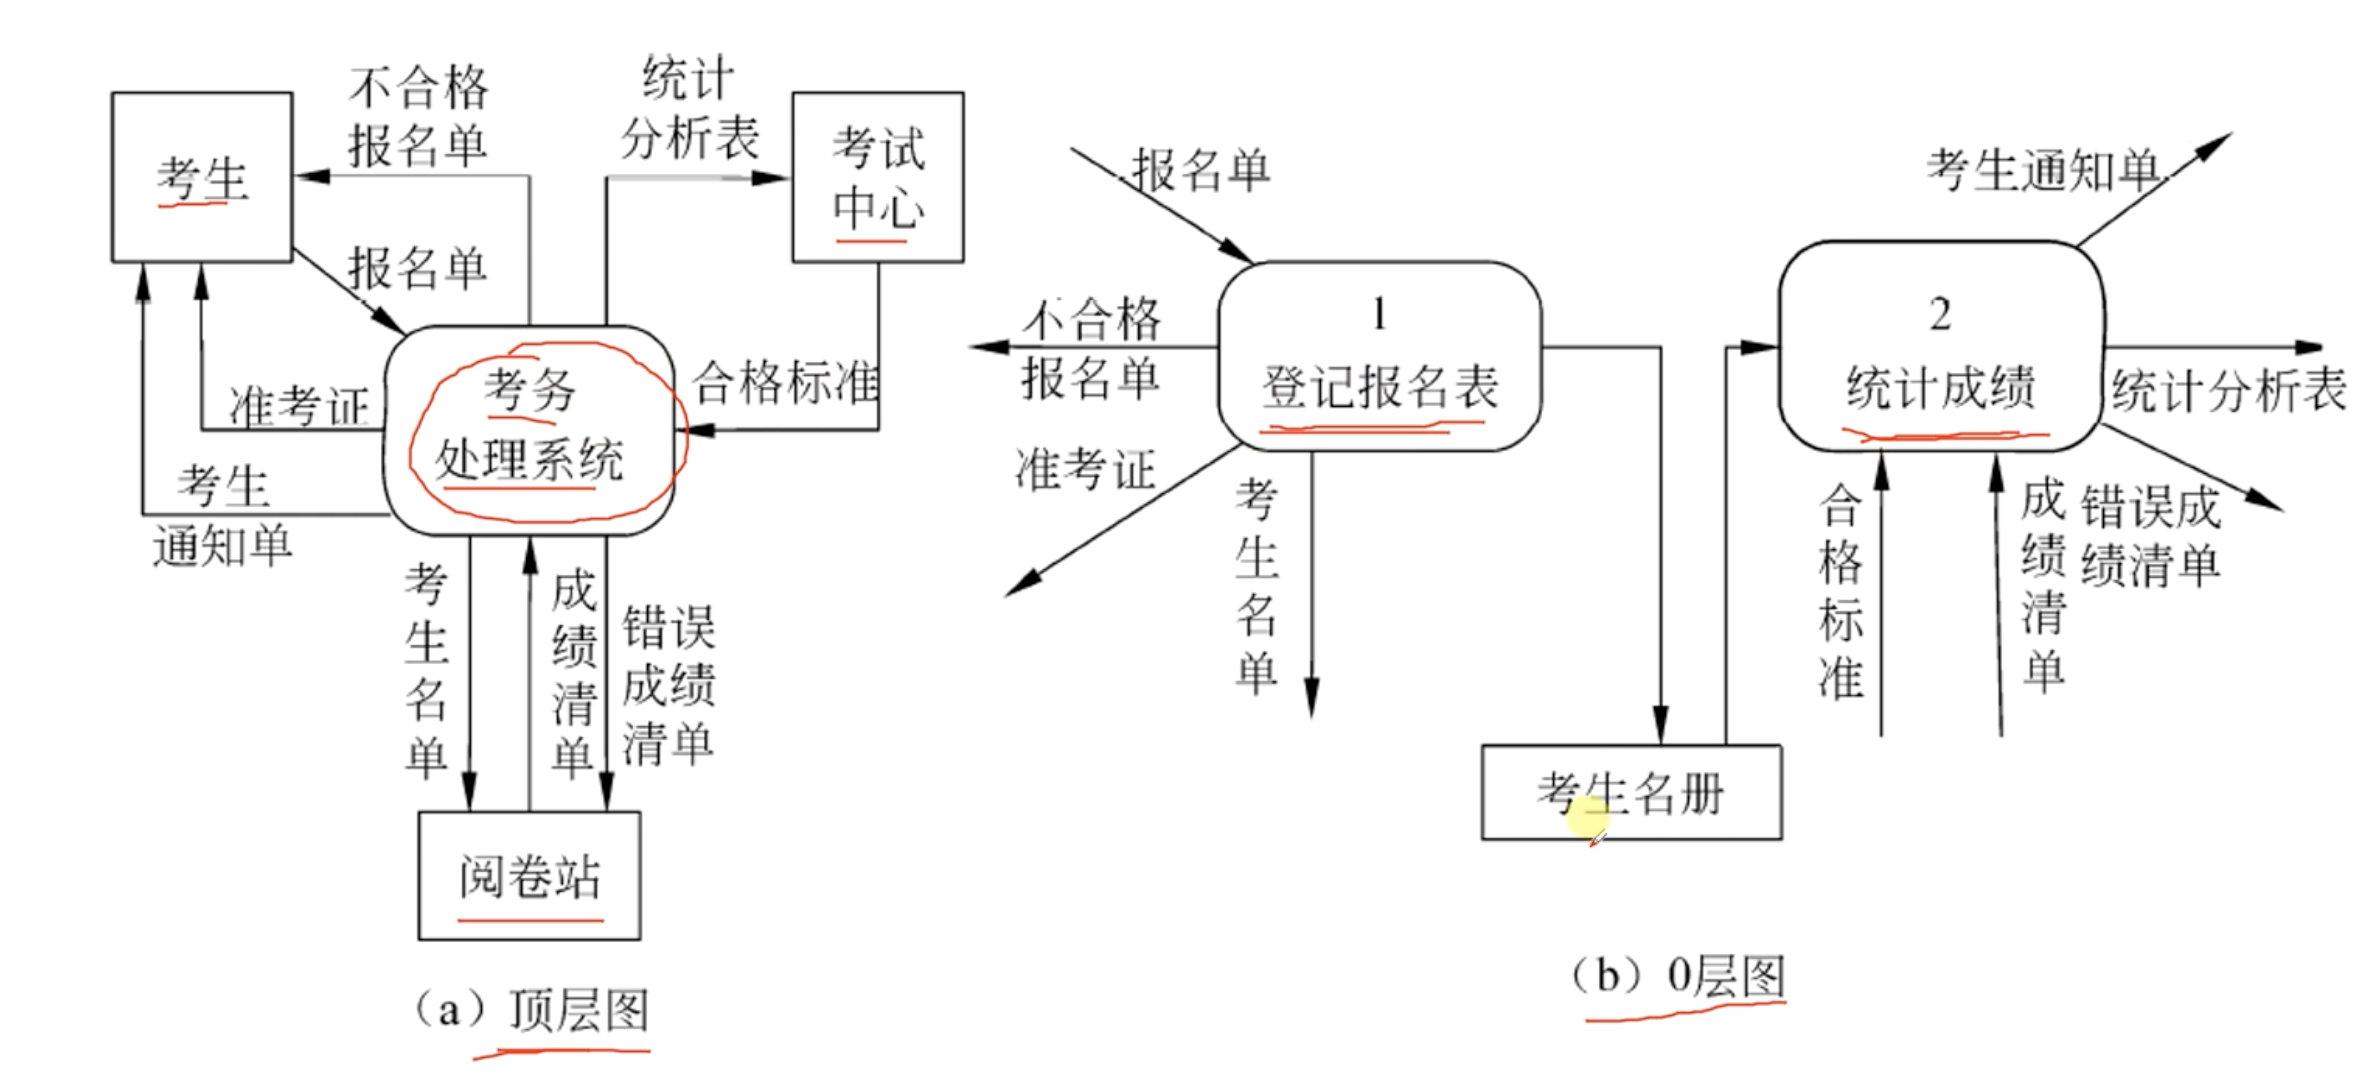 考生
不合格
报名单
统计
分析表
考试
中心
报名单
准考证
考务
处理系统
合格标准
考生
通知单
考生名单
成绩清单
错误
成绩
清单
阅卷站
（a）顶层图
报名单
不合格
报名单
1
登记报名表
准考证
考生名单
考生名册
考生通知单
2
统计成绩
统计分析表
合格标准
成绩清单
错误成
绩清单
（b）0层图